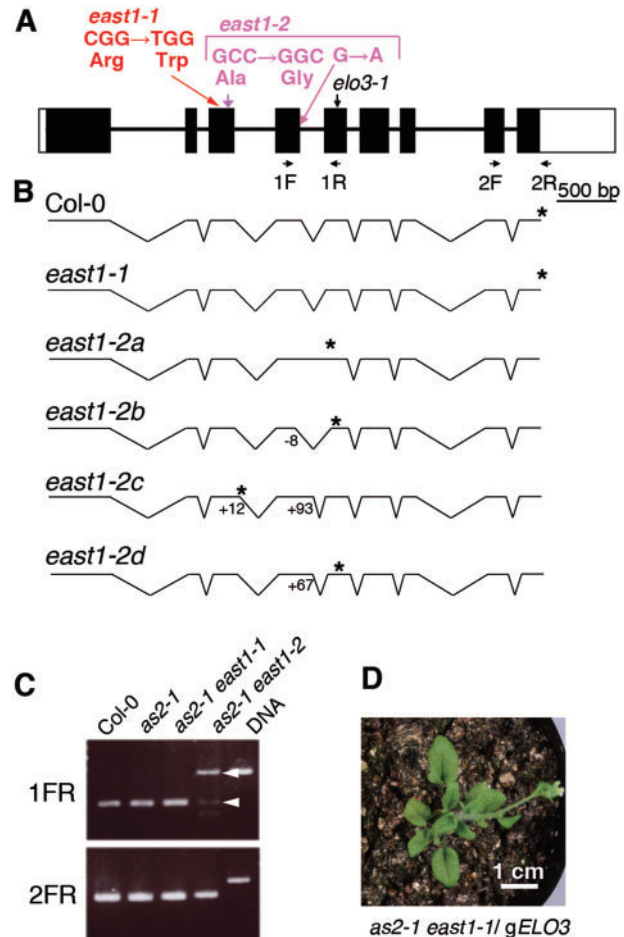 A
east1-1
CGG→TGG
Arg Trp
east1-2
GCC→GGC G→A
Ala Gly
elo3-1
1F 1R 2F 2R
500 bp
B
Col-0
*
east1-1
*
east1-2a
*
east1-2b
-8
*
east1-2c
+12
*
+93
east1-2d
+67
*
C
Col-0
as2-1
as2-1 east1-1
as2-1 east1-2
DNA
1FR
2FR
D
1 cm
as2-1 east1-1/ gELO3